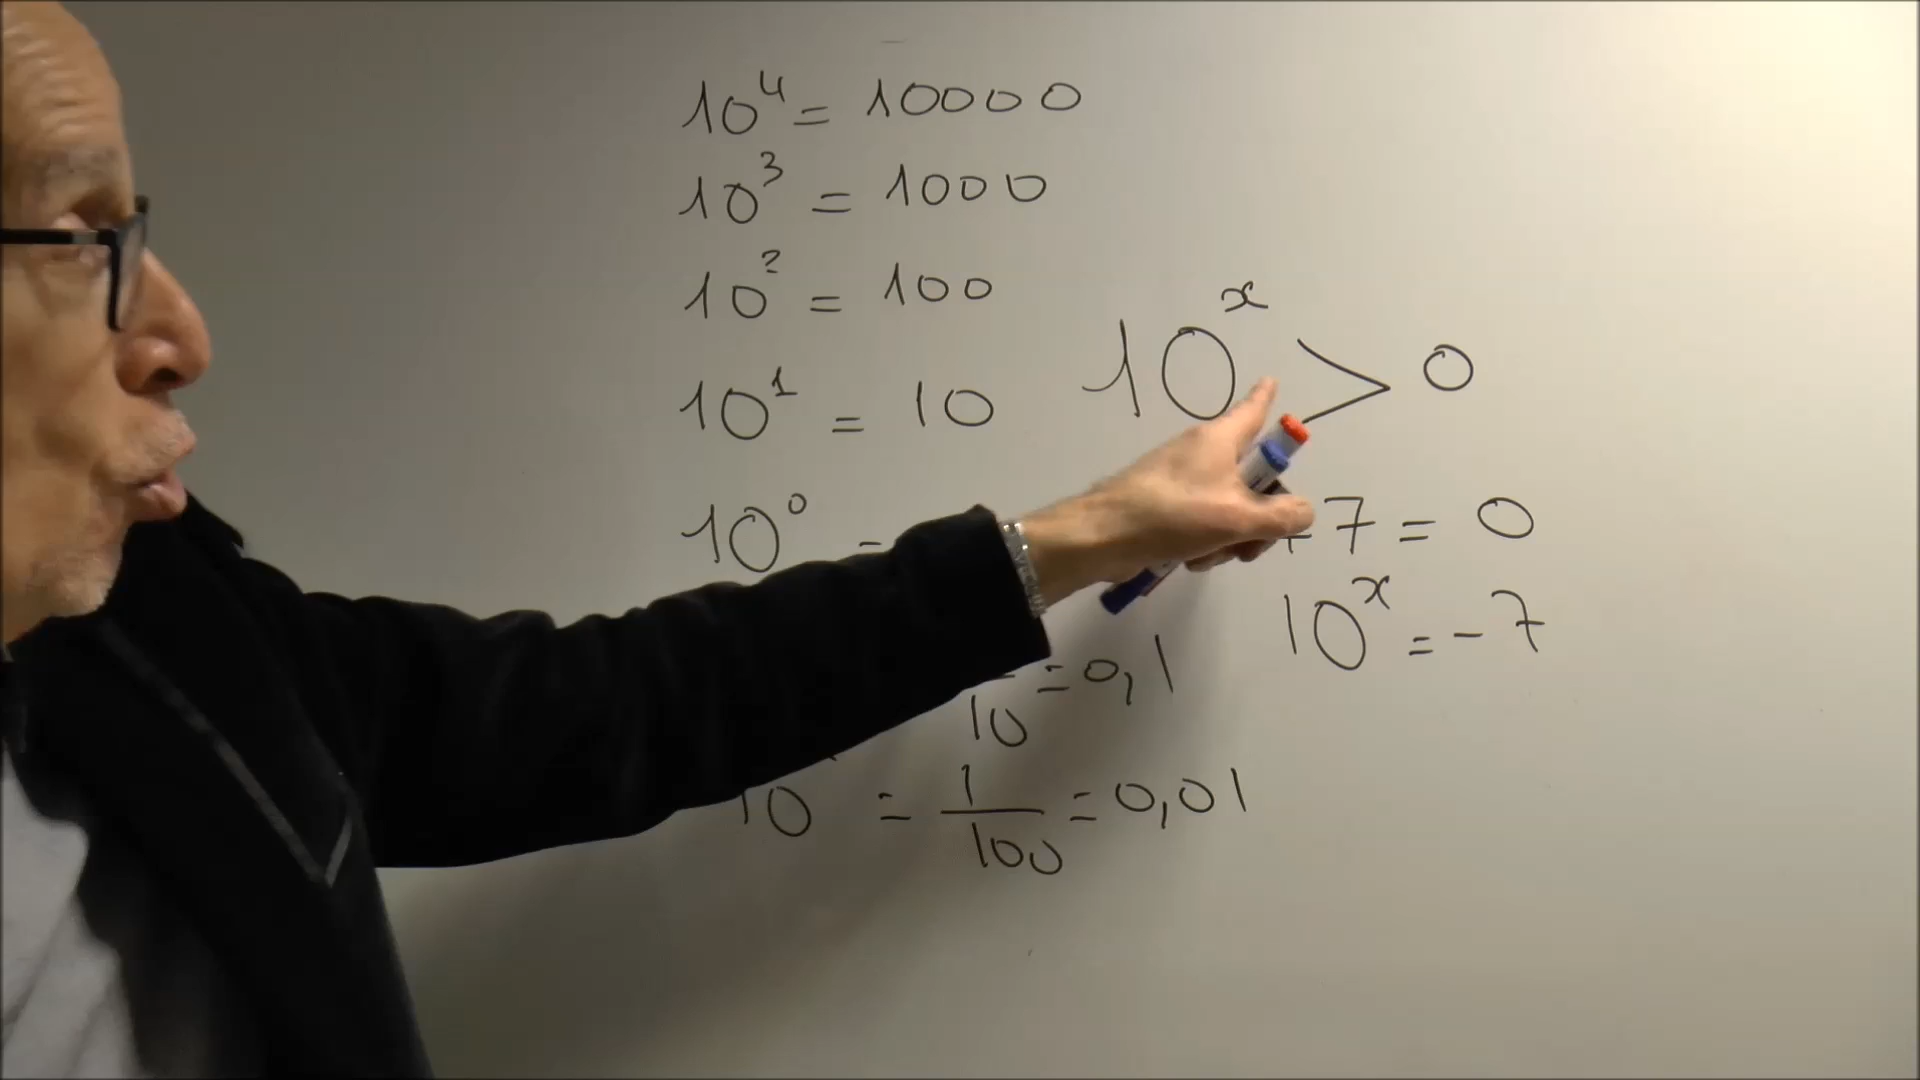 10⁴ = 10000
10³ = 1000
10² = 100
10¹ = 10
10⁰ =
10 = 0,1
10 = 1/100 = 0,01
10ˣ > 0
+ 7 = 0
10ˣ = - 7